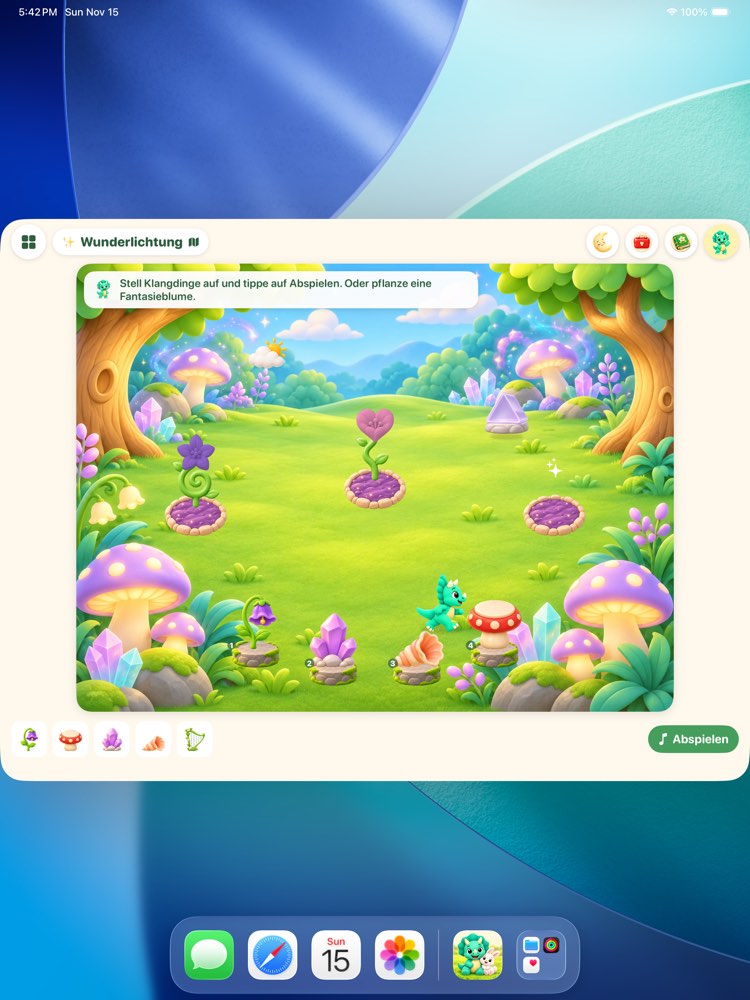 5:42 PM Sun Nov 15
100%
Wunderlichtung
Stell Klangdinge auf und tippe auf Abspielen. Oder pflanze eine
Fantasieblume.
1
2
3
4
Abspielen
Sun
15